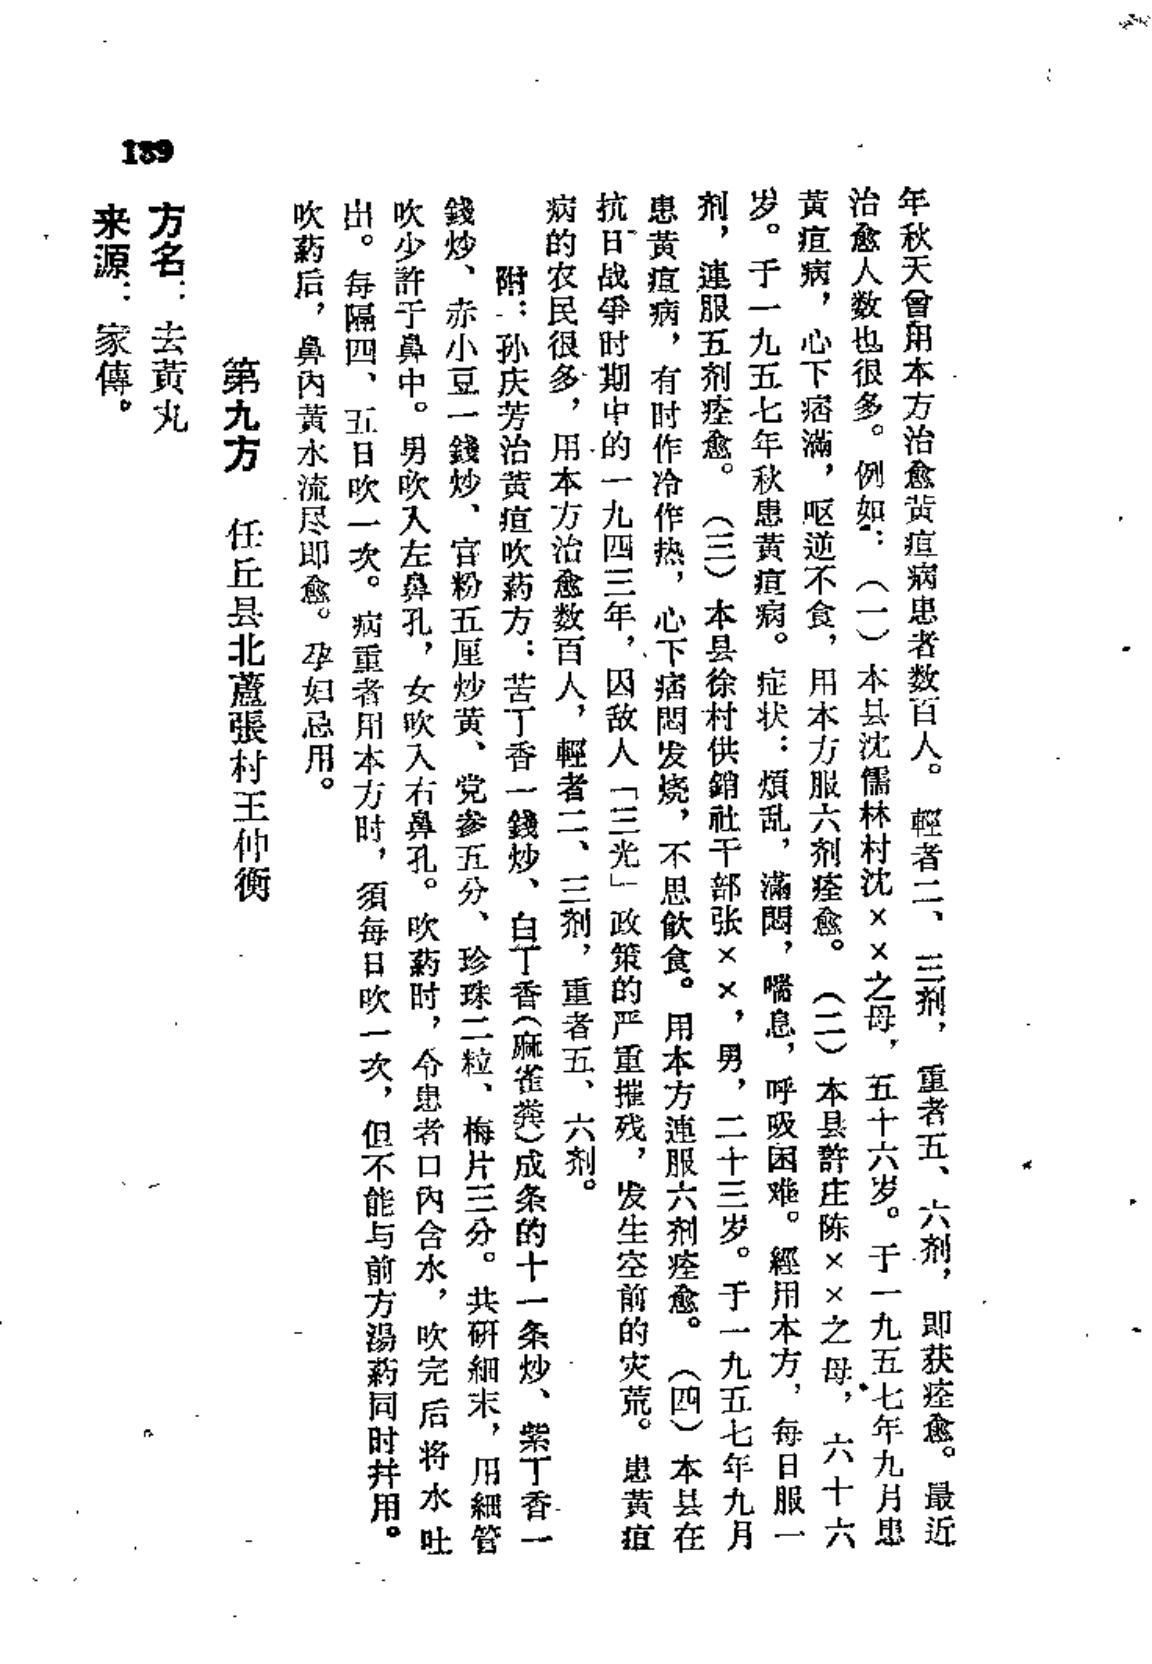 年秋天曾用本方治愈黃疸病患者数百人。輕者二、三剂，重者五、六剂，即获痊愈。最近
治愈人数也很多。例如：（一）本县沈儒林村沈××之母，五十六岁。于一九五七年九月患
黃疸病，心下痞滿，呕逆不食，用本方服六剂痊愈。（二）本县許庄陈××之母，六十六
岁。于一九五七年秋患黃疸病。症状：煩乱，滿悶，喘息，呼吸困难。經用本方，每日服一
剂，連服五剂痊愈。（三）本县徐村供銷社干部张××，男，二十三岁。于一九五七年九月
患黃疸病，有时作冷作热，心下痞悶发烧，不思飲食。用本方連服六剂痊愈。（四）本县在
抗日战爭时期中的一九四三年，因敌人「三光」政策的严重摧残，发生空前的灾荒。患黃疸
病的农民很多，用本方治愈数百人，輕者二、三剂，重者五、六剂。
附：孙庆芳治黃疸吹葯方：苦丁香一錢炒、白丁香（麻雀粪）成条的十一条炒、紫丁香一
錢炒、赤小豆一錢炒、官粉五厘炒黄、党参五分、珍珠二粒、梅片三分。共研細末，用細管
吹少許于鼻中。男吹入左鼻孔，女吹入右鼻孔。吹葯时，令患者口內含水，吹完后将水吐
出。每隔四、五日吹一次。病重者用本方时，須每日吹一次，但不能与前方湯葯同时幷用。
吹葯后，鼻內黃水流尽即愈。孕妇忌用。
第九方　任丘县北蘆張村王仲衡
方名：去黃丸
来源：家傳。
139